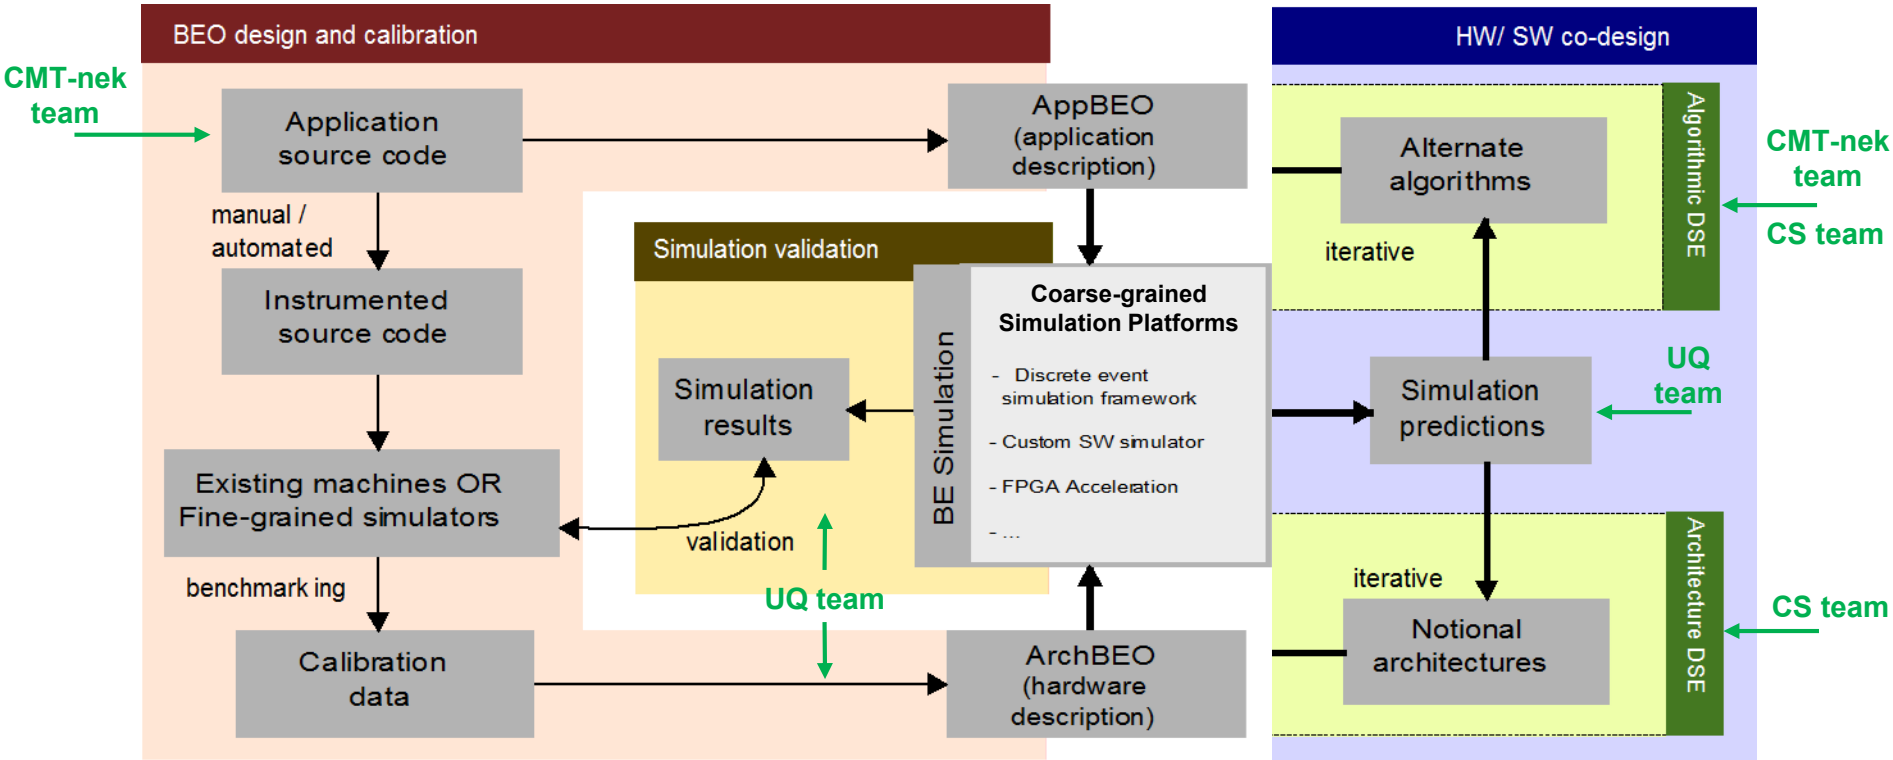 BEO design and calibration
HW/ SW co-design
CMT-nek
team
Application
source code
AppBEO
(application
description)
Alternate
algorithms
Algorithmic DSE
CMT-nek
team
CS team
manual /
automated
iterative
Simulation validation
Instrumented
source code
BE Simulation
Coarse-grained
Simulation Platforms
- Discrete event
simulation framework
- Custom SW simulator
- FPGA Acceleration
- ...
Simulation
results
Simulation
predictions
UQ
team
Existing machines OR
Fine-grained simulators
validation
benchmarking
UQ team
iterative
Calibration
data
ArchBEO
(hardware
description)
Notional
architectures
Architecture DSE
CS team